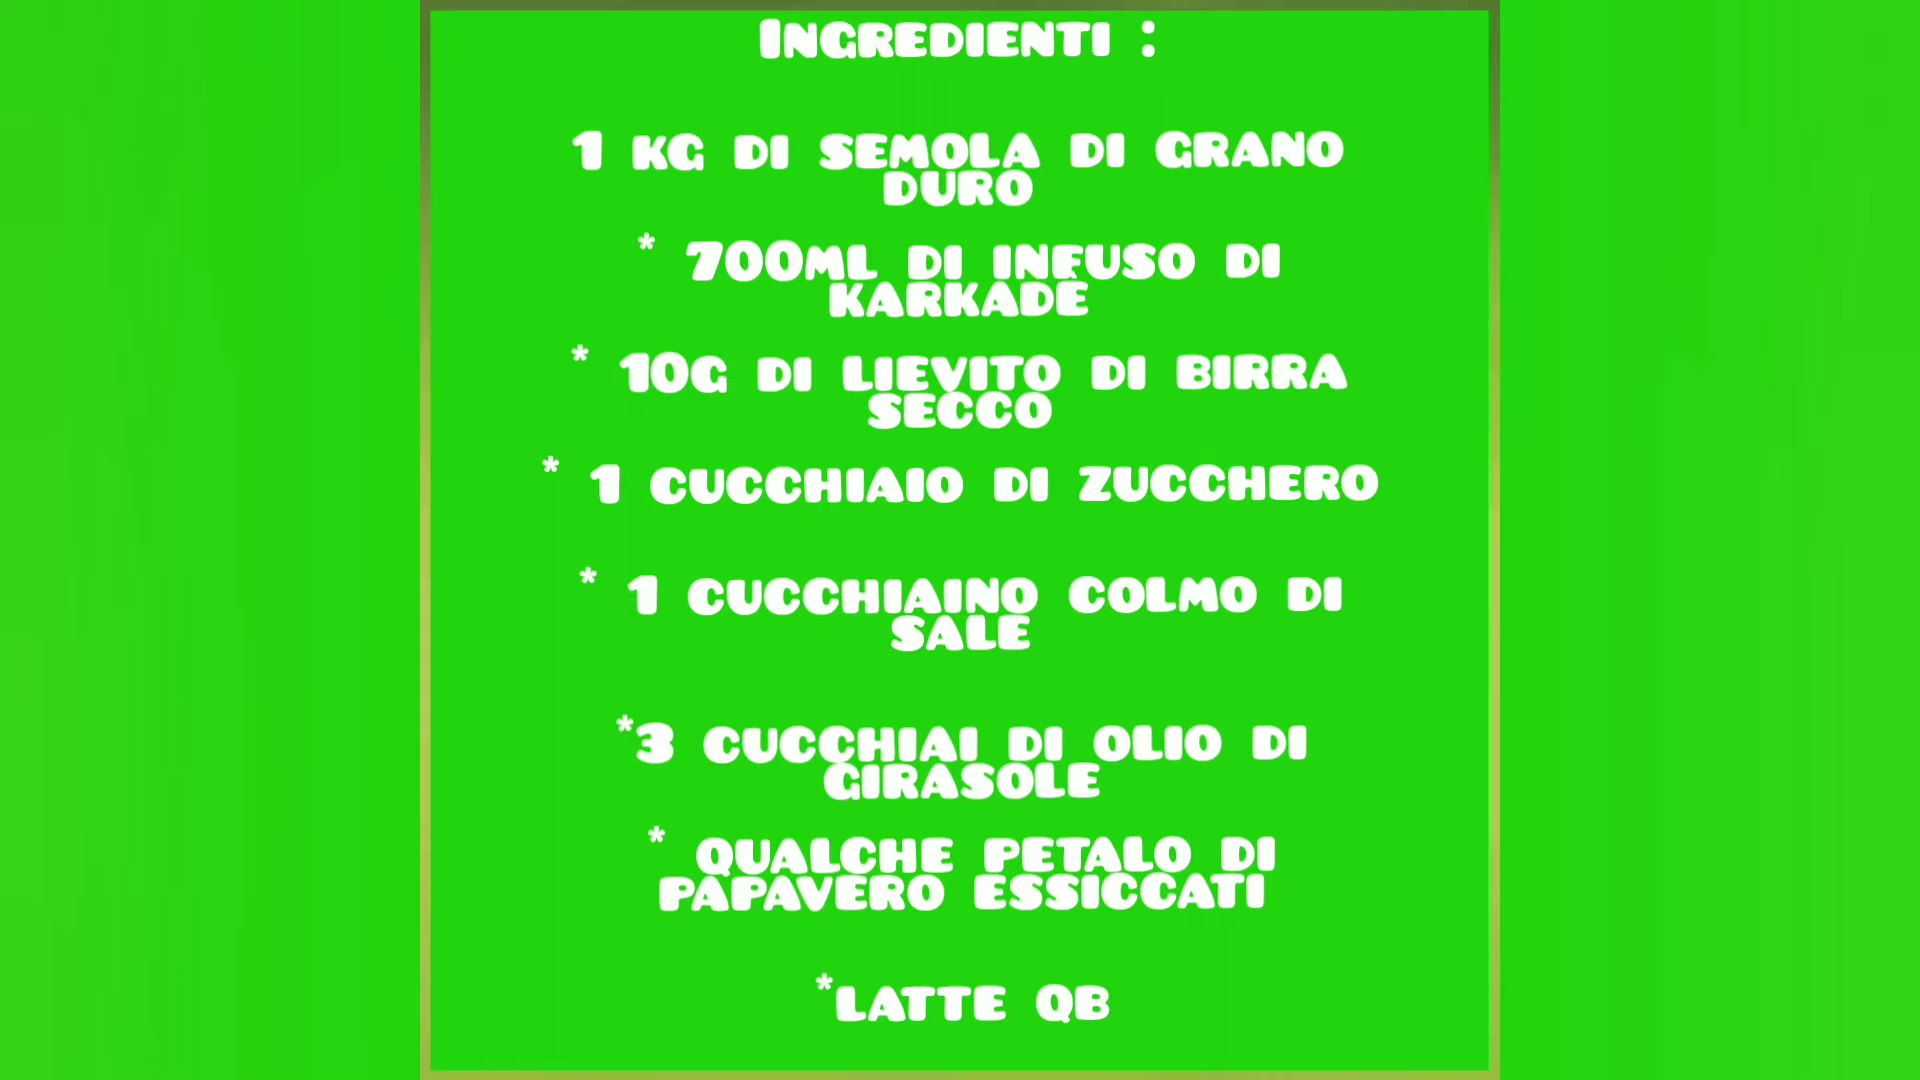 INGREDIENTI :
1 KG DI SEMOLA DI GRANO
DURO
* 700ML DI INFUSO DI
KARKADÈ
* 10G DI LIEVITO DI BIRRA
SECCO
* 1 CUCCHIAIO DI ZUCCHERO
* 1 CUCCHIAINO COLMO DI
SALE
*3 CUCCHIAI DI OLIO DI
GIRASOLE
* QUALCHE PETALO DI
PAPAVERO ESSICCATI
*LATTE QB